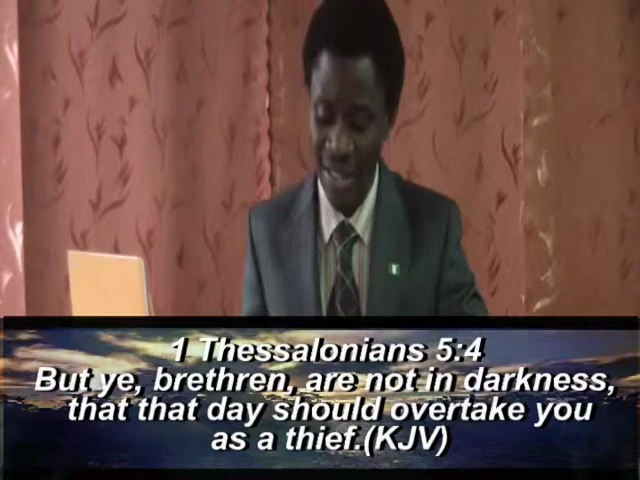 1 Thessalonians 5:4
But ye, brethren, are not in darkness,
that that day should overtake you
as a thief.(KJV)